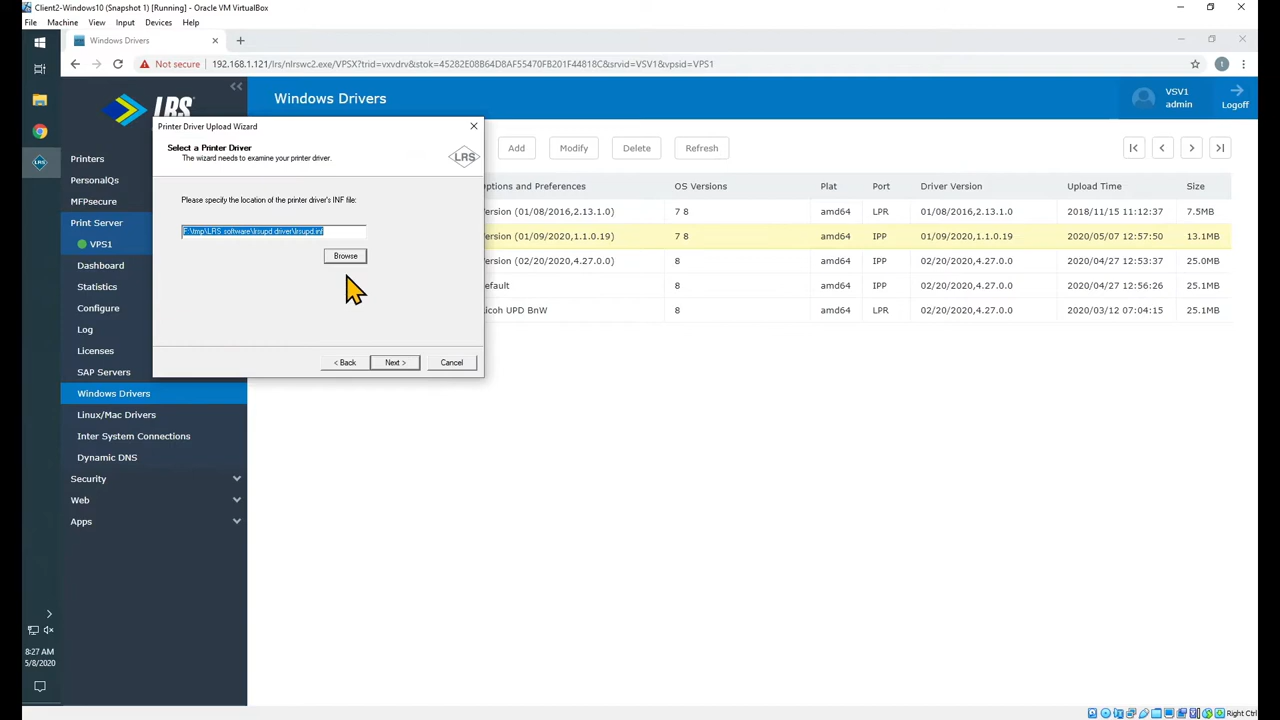 Client2-Windows10 (Snapshot 1) [Running] - Oracle VM VirtualBox
File Machine View Input Devices Help
Windows Drivers
Not secure 192.168.1.121/lrs/nlrswc2.exe/VPSX?trid=vxvdrv&stok=45282E08B64D8AF55470FB201F44818C&srvid=VSV1&vpsid=VPS1
LRS
Windows Drivers
VSV1
admin
Logoff
Printer Driver Upload Wizard
Select a Printer Driver
The wizard needs to examine your printer driver.
LRS
Please specify the location of the printer driver's INF file:
F:\tmp\LRS software\lrsupd driver\lrsupd.inf
Browse
< Back Next > Cancel
Add Modify Delete Refresh
ptions and Preferences OS Versions Plat Port Driver Version Upload Time Size
ersion (01/08/2016,2.13.1.0) 7 8 amd64 LPR 01/08/2016,2.13.1.0 2018/11/15 11:12:37 7.5MB
ersion (01/09/2020,1.1.0.19) 7 8 amd64 IPP 01/09/2020,1.1.0.19 2020/05/07 12:57:50 13.1MB
ersion (02/20/2020,4.27.0.0) 8 amd64 IPP 02/20/2020,4.27.0.0 2020/04/27 12:53:37 25.0MB
efault 8 amd64 IPP 02/20/2020,4.27.0.0 2020/04/27 12:56:26 25.1MB
icoh UPD BnW 8 amd64 LPR 02/20/2020,4.27.0.0 2020/03/12 07:04:15 25.1MB
Printers
PersonalQs
MFPsecure
Print Server
VPS1
Dashboard
Statistics
Configure
Log
Licenses
SAP Servers
Windows Drivers
Linux/Mac Drivers
Inter System Connections
Dynamic DNS
Security
Web
Apps
8:27 AM
5/8/2020
Right Ctrl